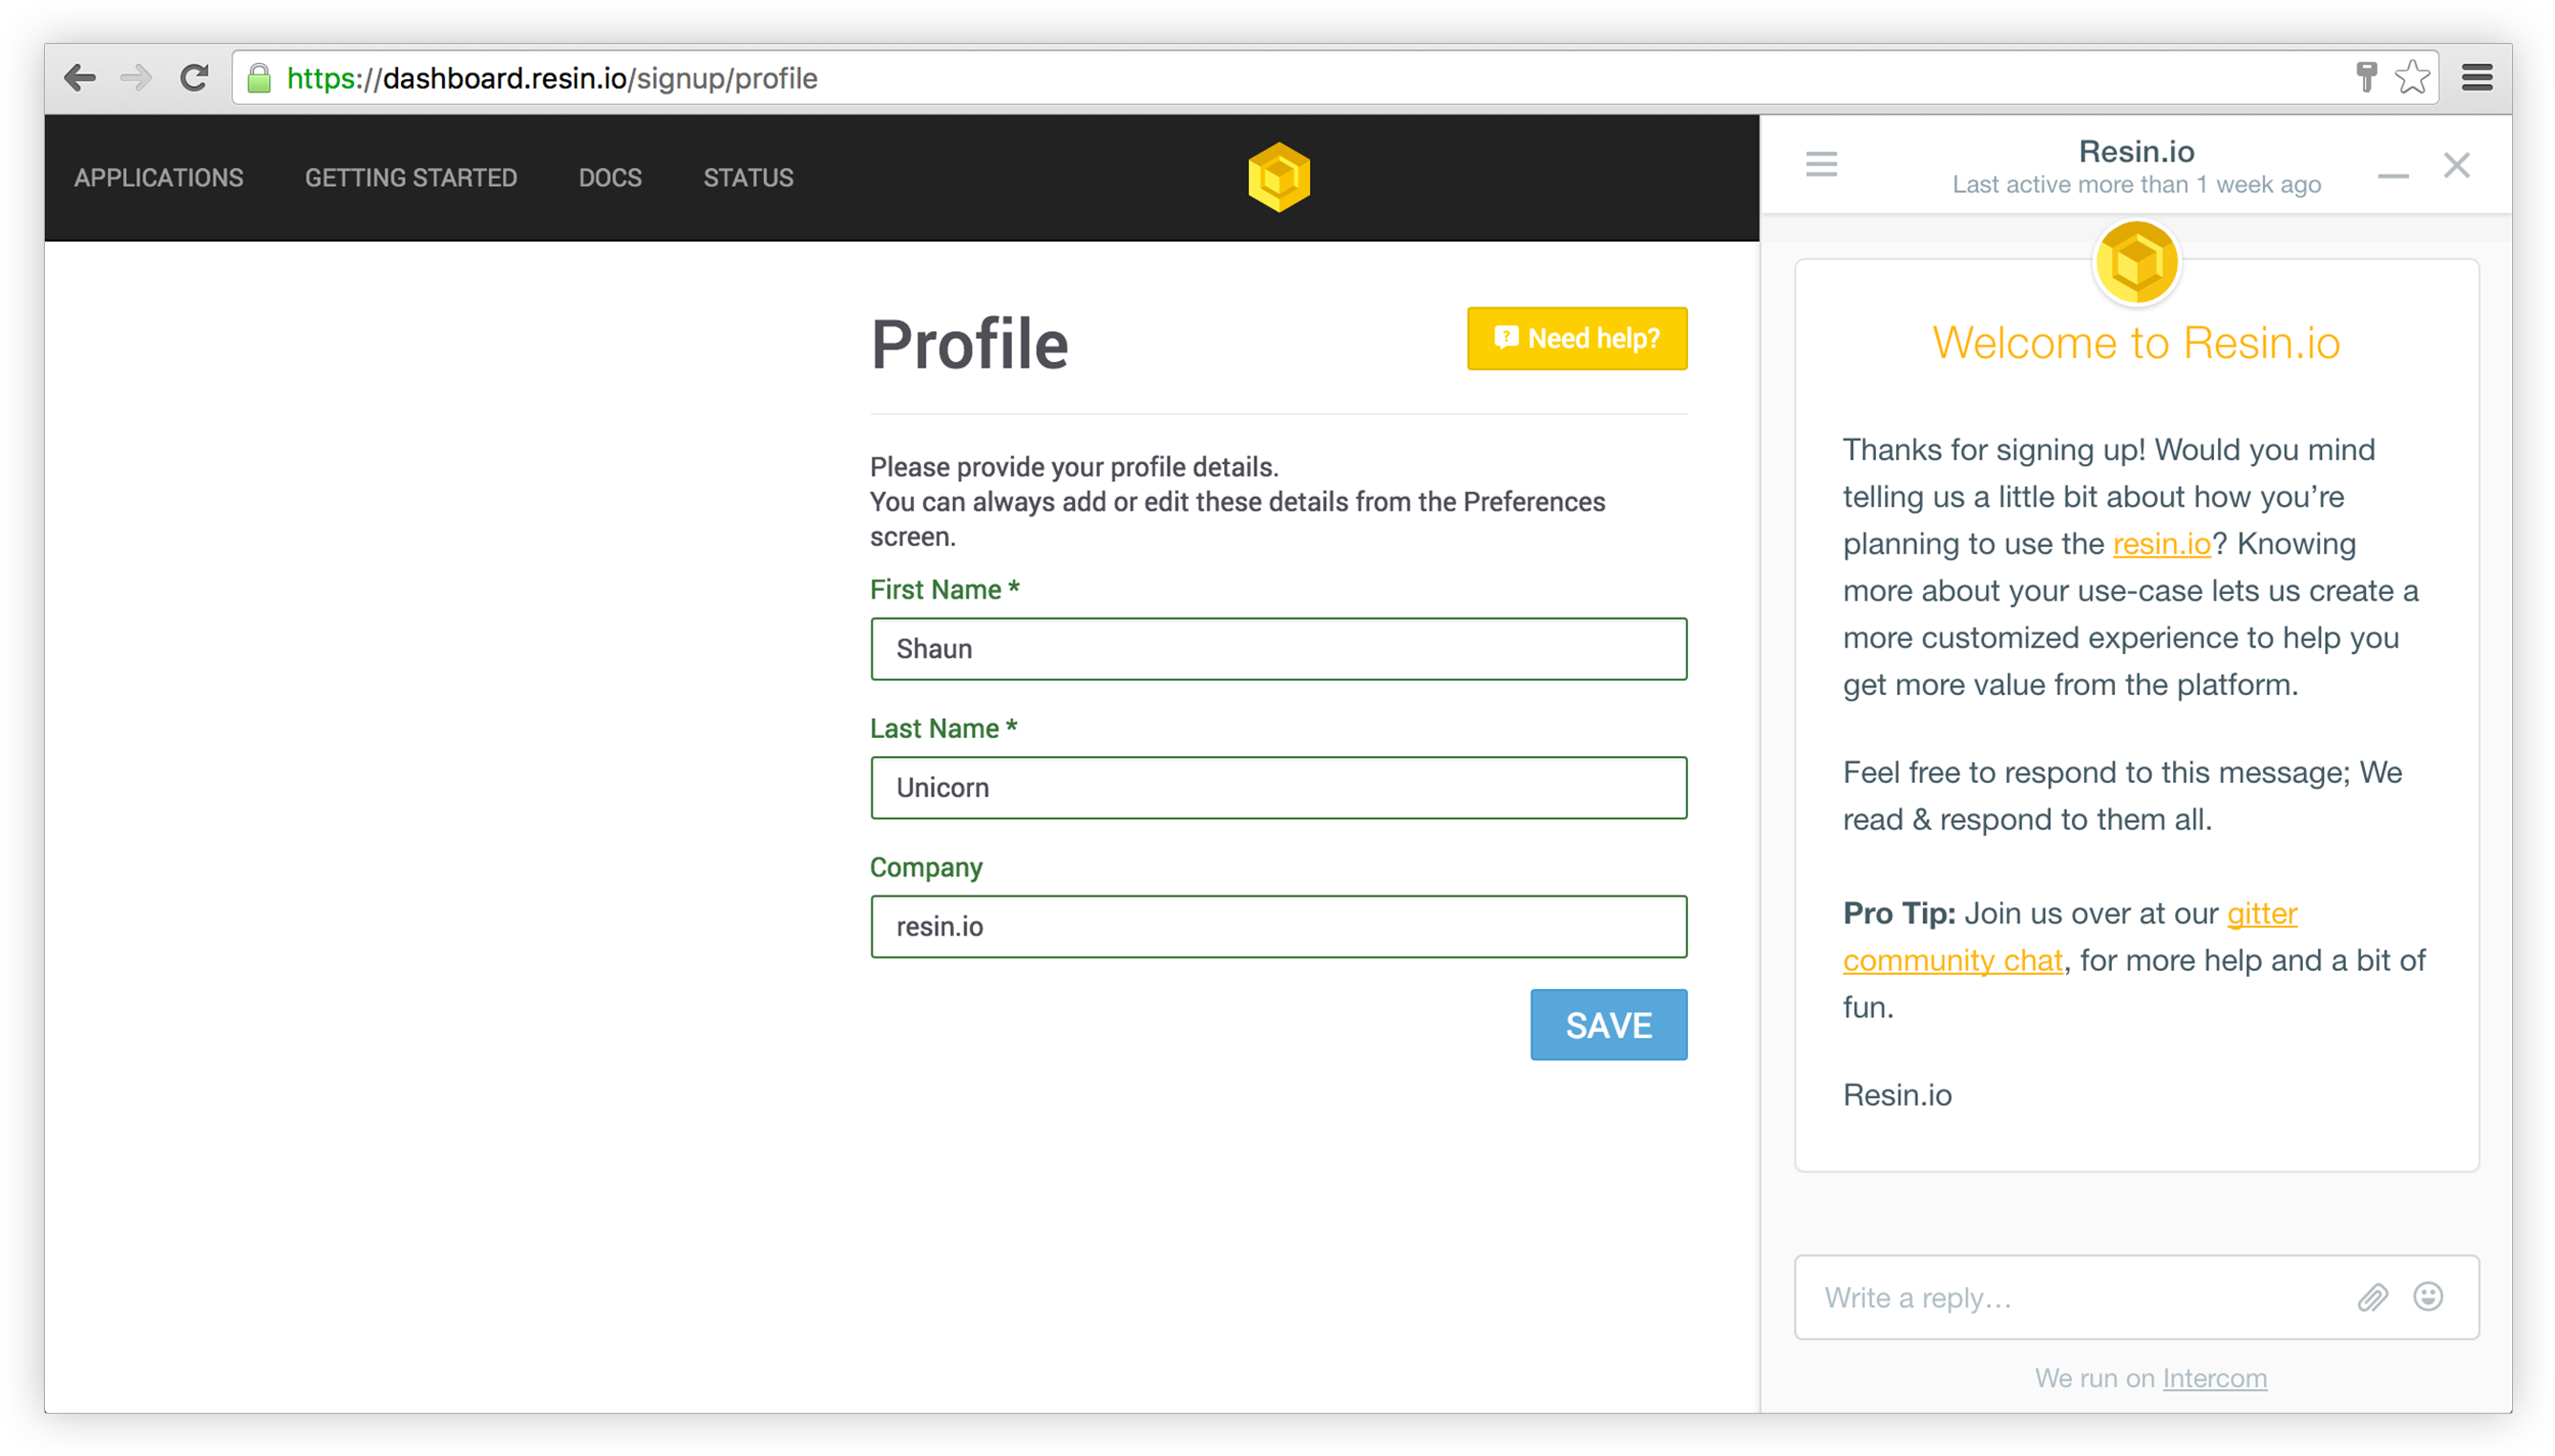 https://dashboard.resin.io/signup/profile
APPLICATIONS GETTING STARTED DOCS STATUS
Profile
Need help?
Please provide your profile details.
You can always add or edit these details from the Preferences
screen.
First Name *
Shaun
Last Name *
Unicorn
Company
resin.io
SAVE
Resin.io
Last active more than 1 week ago
Welcome to Resin.io
Thanks for signing up! Would you mind
telling us a little bit about how you’re
planning to use the resin.io? Knowing
more about your use-case lets us create a
more customized experience to help you
get more value from the platform.
Feel free to respond to this message; We
read & respond to them all.
Pro Tip: Join us over at our gitter
community chat, for more help and a bit of
fun.
Resin.io
Write a reply…
We run on Intercom